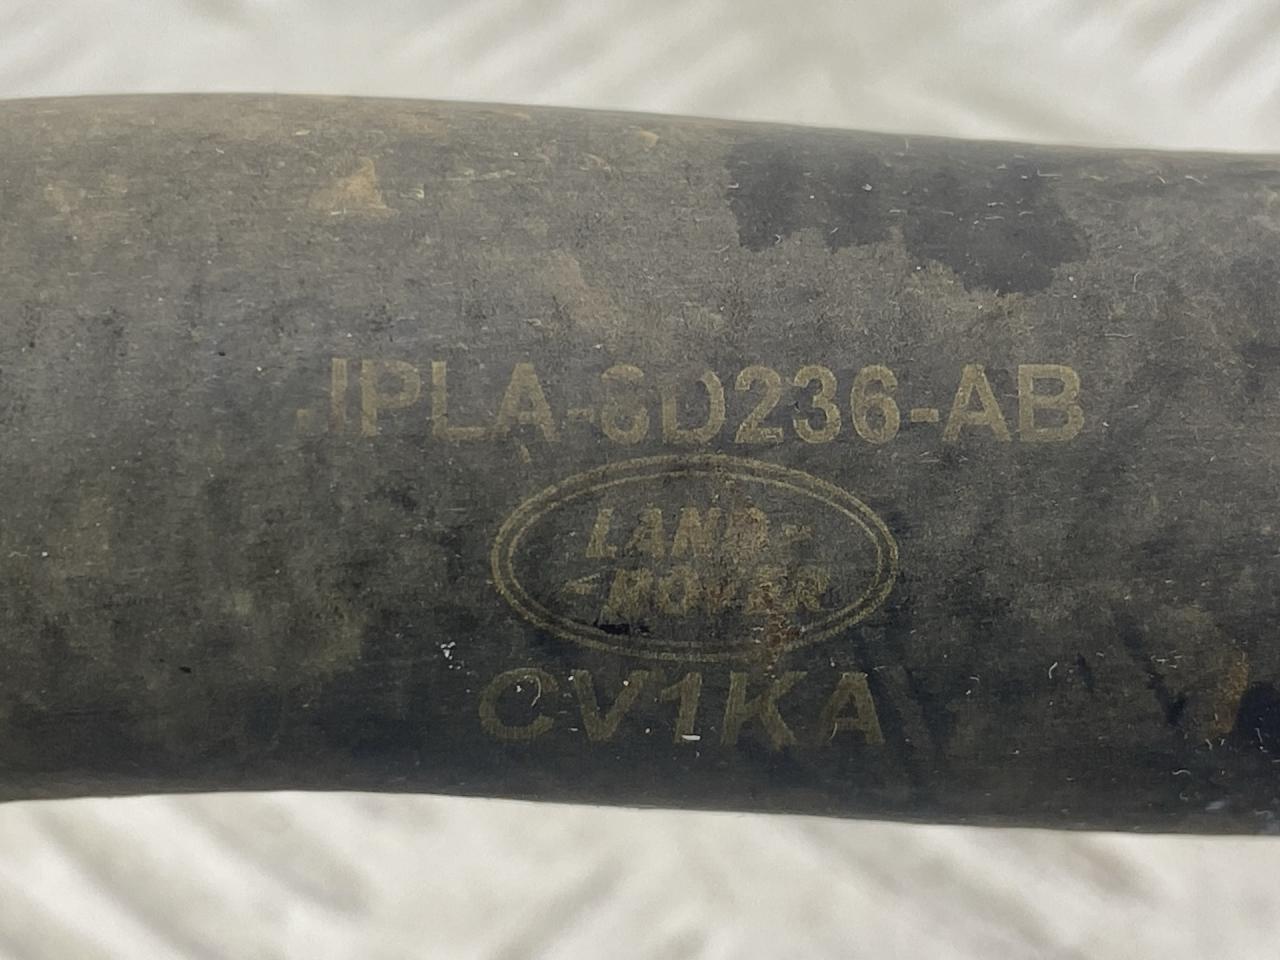 JPLA-8D236-AB
LAND-
-ROVER
CV1KA